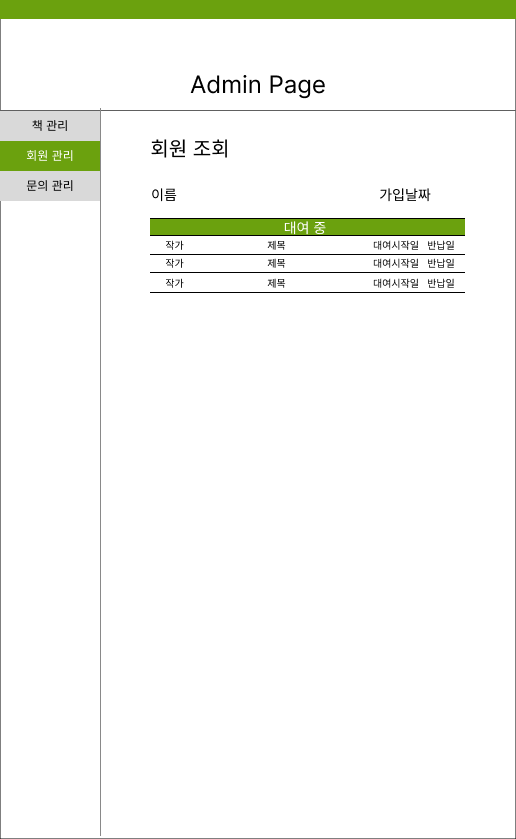 Admin Page
책 관리
회원 관리
문의 관리
회원 조회
이름 가입날짜
대여 중
작가 제목 대여시작일 반납일
작가 제목 대여시작일 반납일
작가 제목 대여시작일 반납일